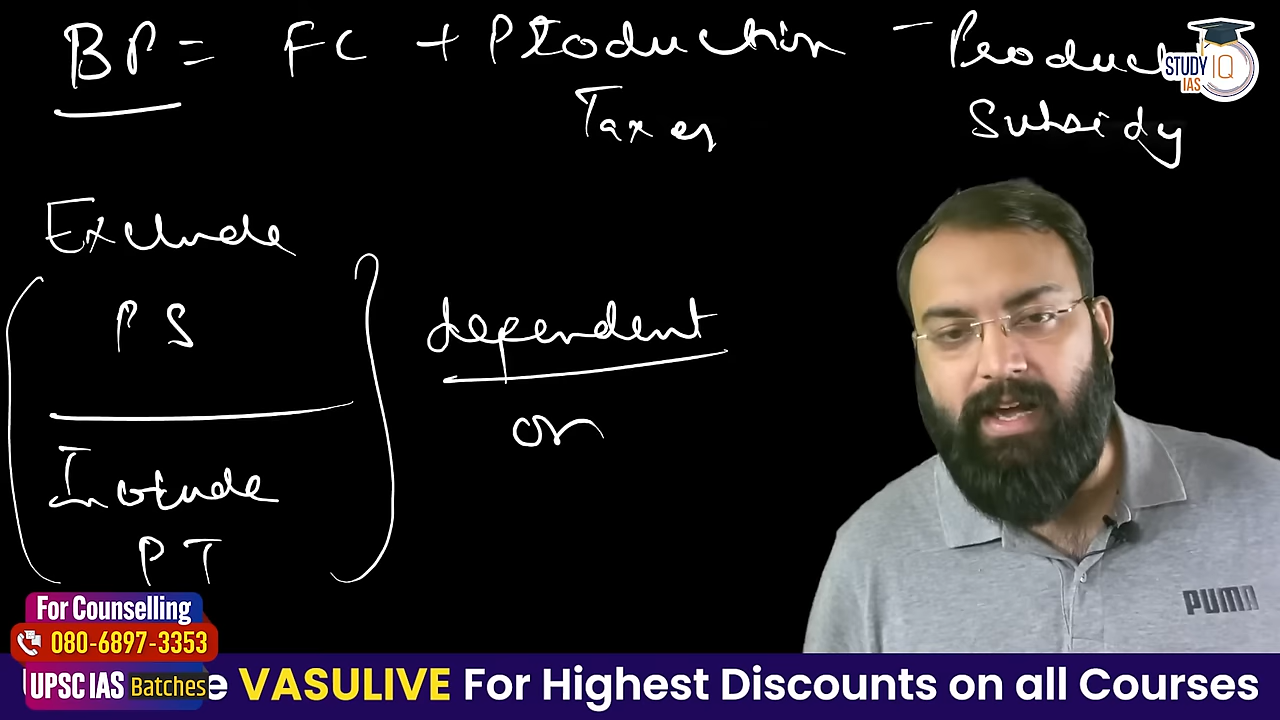 BP = FC + Production Taxes - Product Subsidy
STUDY IQ IAS
Exclude
PS
dependent
on
Include
PT
PUMA
For Counselling
080-6897-3353
UPSC IAS Batches
e VASULIVE For Highest Discounts on all Courses